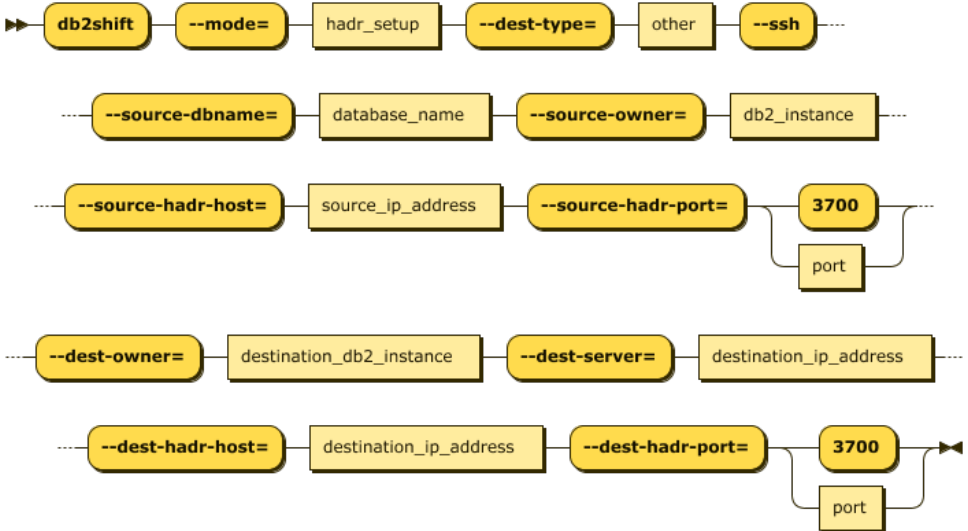 db2shift --mode= hadr_setup --dest-type= other --ssh
--source-dbname= database_name --source-owner= db2_instance
--source-hadr-host= source_ip_address --source-hadr-port= 3700
port
--dest-owner= destination_db2_instance --dest-server= destination_ip_address
--dest-hadr-host= destination_ip_address --dest-hadr-port= 3700
port